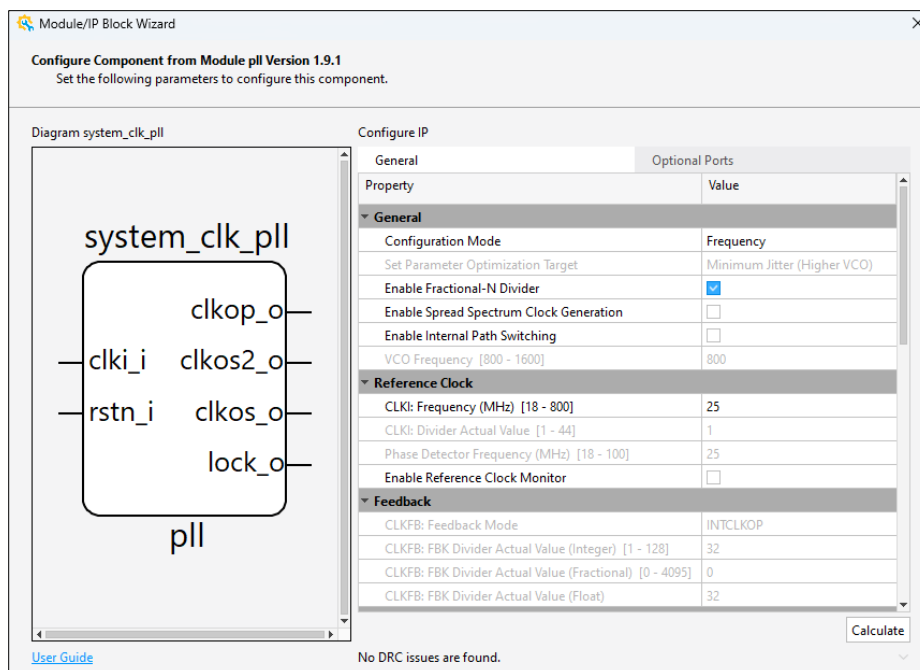 Module/IP Block Wizard
Configure Component from Module pll Version 1.9.1
Set the following parameters to configure this component.
Diagram system_clk_pll
system_clk_pll
clkop_o
clki_i clkos2_o
rstn_i clkos_o
lock_o
pll
User Guide
Configure IP
General Optional Ports
Property Value
General
Configuration Mode Frequency
Set Parameter Optimization Target Minimum Jitter (Higher VCO)
Enable Fractional-N Divider
Enable Spread Spectrum Clock Generation
Enable Internal Path Switching
VCO Frequency [800 - 1600] 800
Reference Clock
CLKI: Frequency (MHz) [18 - 800] 25
CLKI: Divider Actual Value [1 - 44] 1
Phase Detector Frequency (MHz) [18 - 100] 25
Enable Reference Clock Monitor
Feedback
CLKFB: Feedback Mode INTCLKOP
CLKFB: FBK Divider Actual Value (Integer) [1 - 128] 32
CLKFB: FBK Divider Actual Value (Fractional) [0 - 4095] 0
CLKFB: FBK Divider Actual Value (Float) 32
Calculate
No DRC issues are found.